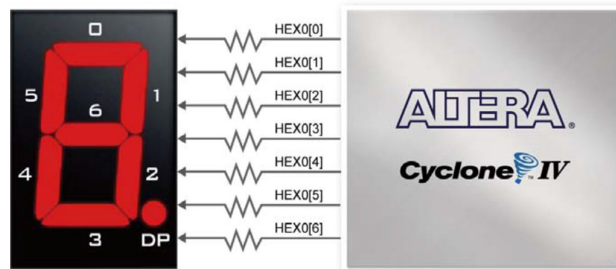 0
5
1
6
4
2
3
DP
HEX0[0]
HEX0[1]
HEX0[2]
HEX0[3]
HEX0[4]
HEX0[5]
HEX0[6]
ALTERA®
Cyclone™ IV